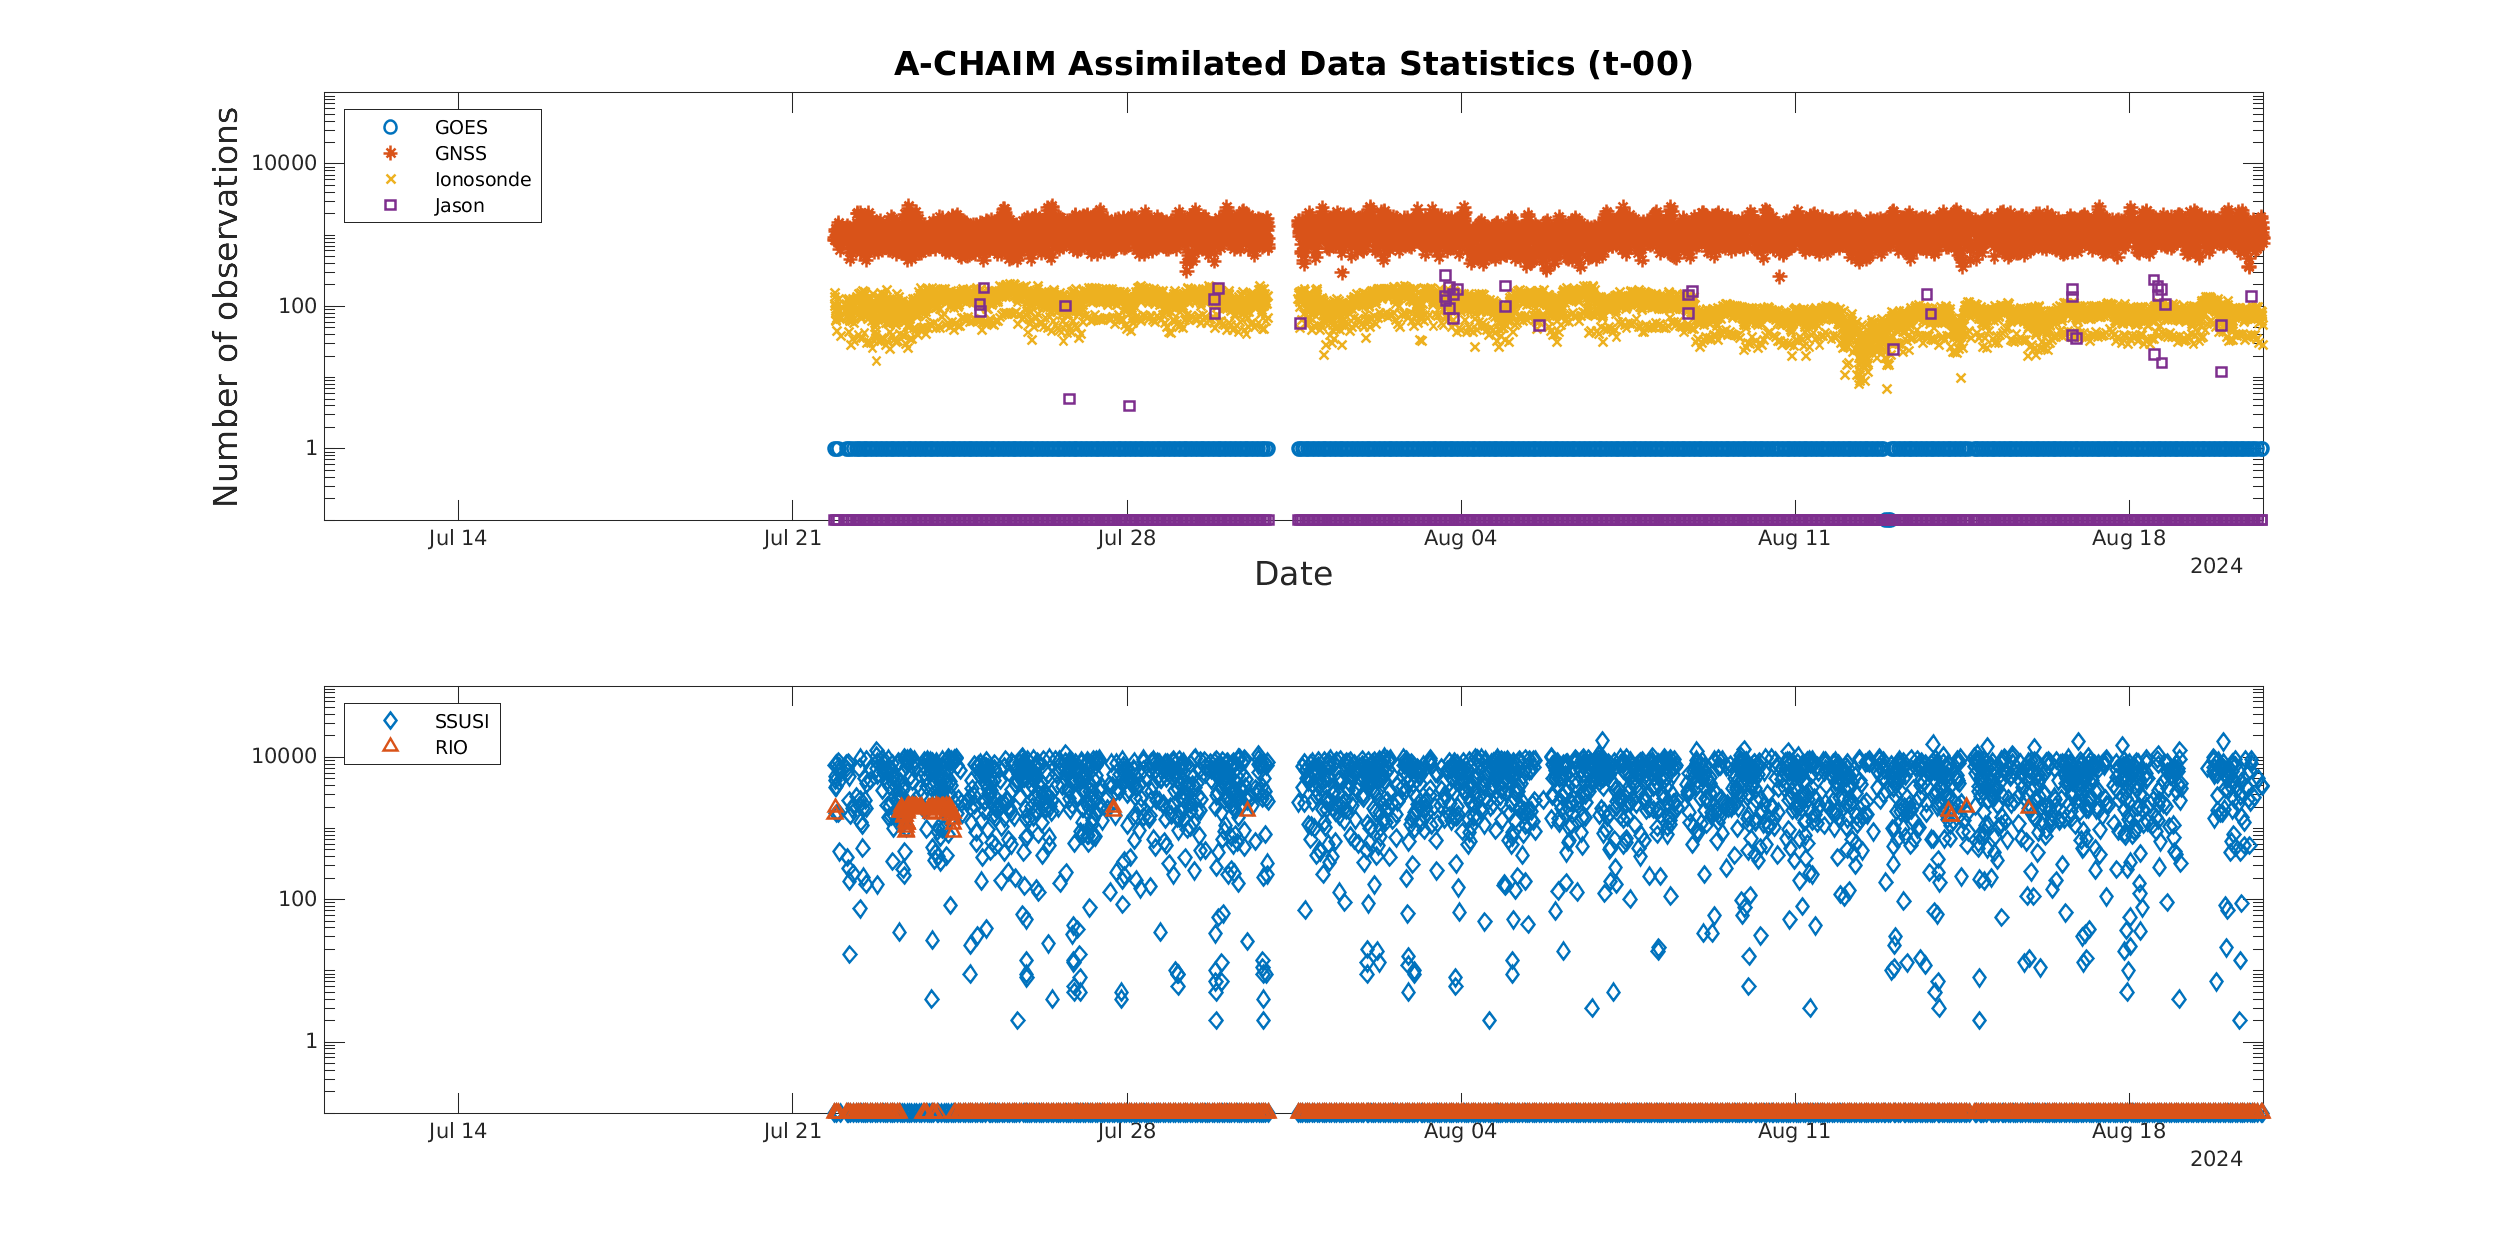 A-CHAIM Assimilated Data Statistics (t-00)
Number of observations
10000
100
1
GOES
GNSS
Ionosonde
Jason
Jul 14
Jul 21
Jul 28
Aug 04
Aug 11
Aug 18
2024
Date
10000
100
1
SSUSI
RIO
Jul 14
Jul 21
Jul 28
Aug 04
Aug 11
Aug 18
2024